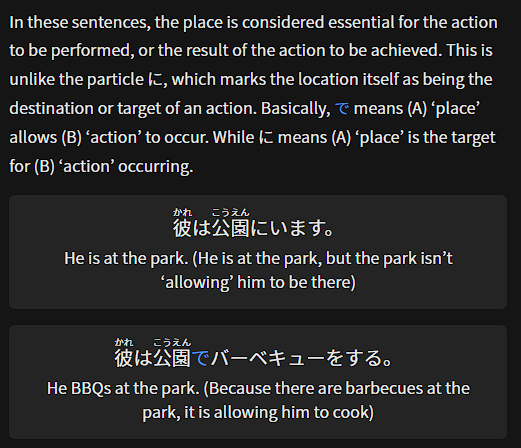 In these sentences, the place is considered essential for the action
to be performed, or the result of the action to be achieved. This is
unlike the particle に, which marks the location itself as being the
destination or target of an action. Basically, で means (A) ‘place’
allows (B) ‘action’ to occur. While に means (A) ‘place’ is the target
for (B) ‘action’ occurring.
かれ こうえん
彼は公園にいます。
He is at the park. (He is at the park, but the park isn’t
‘allowing’ him to be there)
かれ こうえん
彼は公園でバーベキューをする。
He BBQs at the park. (Because there are barbecues at the
park, it is allowing him to cook)